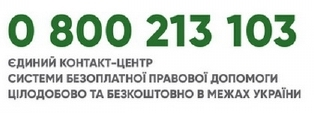 0 800 213 103
ЄДИНИЙ КОНТАКТ-ЦЕНТР
СИСТЕМИ БЕЗОПЛАТНОЇ ПРАВОВОЇ ДОПОМОГИ
ЦІЛОДОБОВО ТА БЕЗКОШТОВНО В МЕЖАХ УКРАЇНИ